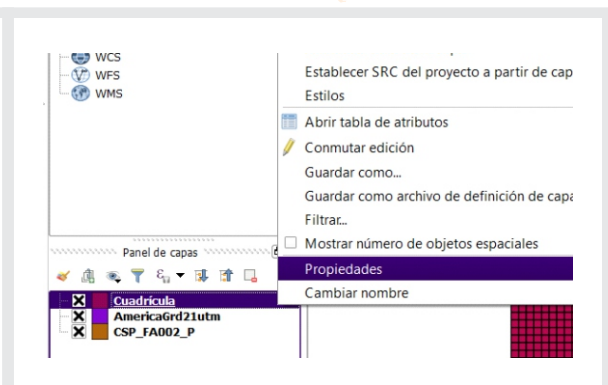 WCS
WFS
WMS
Establecer SRC del proyecto a partir de cap
Estilos
Abrir tabla de atributos
Conmutar edición
Guardar como...
Guardar como archivo de definición de capa
Filtrar...
Mostrar número de objetos espaciales
Propiedades
Cambiar nombre
Panel de capas
Cuadrícula
AmericaGrd21utm
CSP_FA002_P